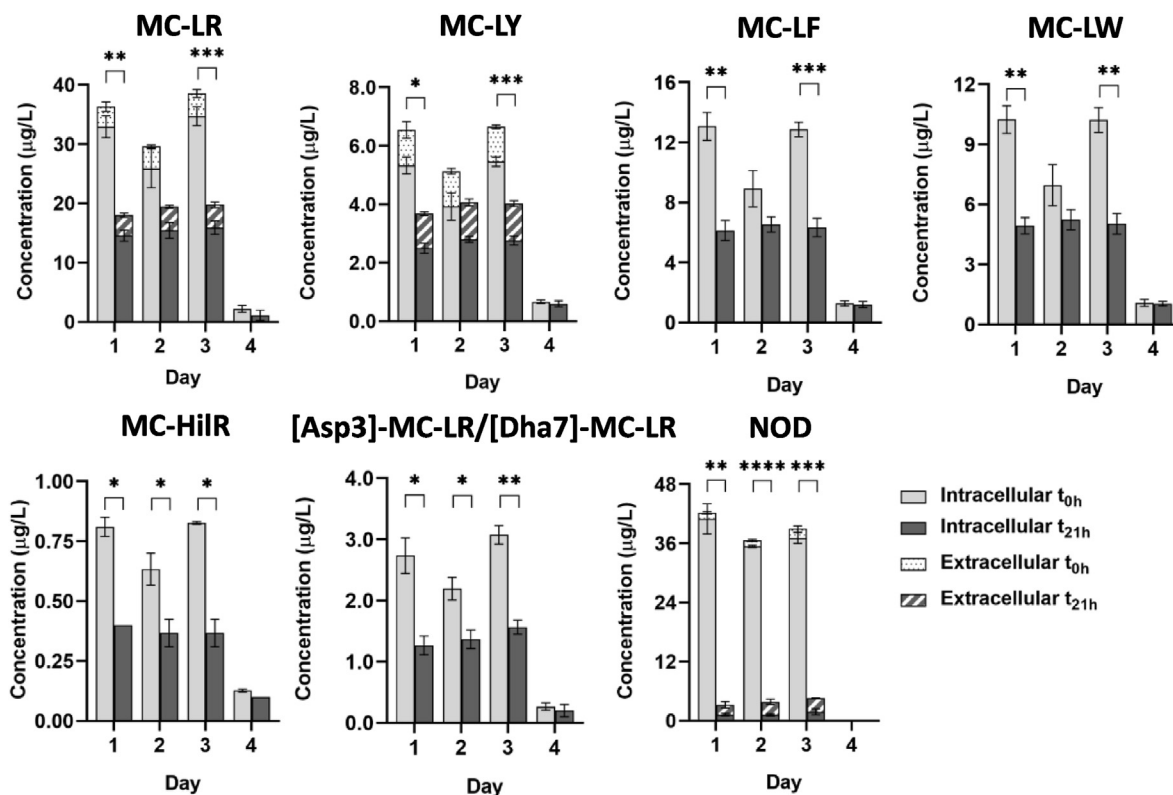 MC-LR
** ***
Concentration (µg/L)
40
30
20
10
0
1 2 3 4
Day
MC-LY
* ***
Concentration (µg/L)
8.0
6.0
4.0
2.0
0.0
1 2 3 4
Day
MC-LF
** ***
Concentration (µg/L)
16
12
8
4
0
1 2 3 4
Day
MC-LW
** **
Concentration (µg/L)
12
9
6
3
0
1 2 3 4
Day
MC-HilR
* * *
Concentration (µg/L)
1.00
0.75
0.50
0.25
0.00
1 2 3 4
Day
[Asp3]-MC-LR/[Dha7]-MC-LR
* * **
Concentration (µg/L)
4.0
3.0
2.0
1.0
0.0
1 2 3 4
Day
NOD
** **** ***
Concentration (µg/L)
48
36
24
12
0
1 2 3 4
Day
Intracellular t0h
Intracellular t21h
Extracellular t0h
Extracellular t21h